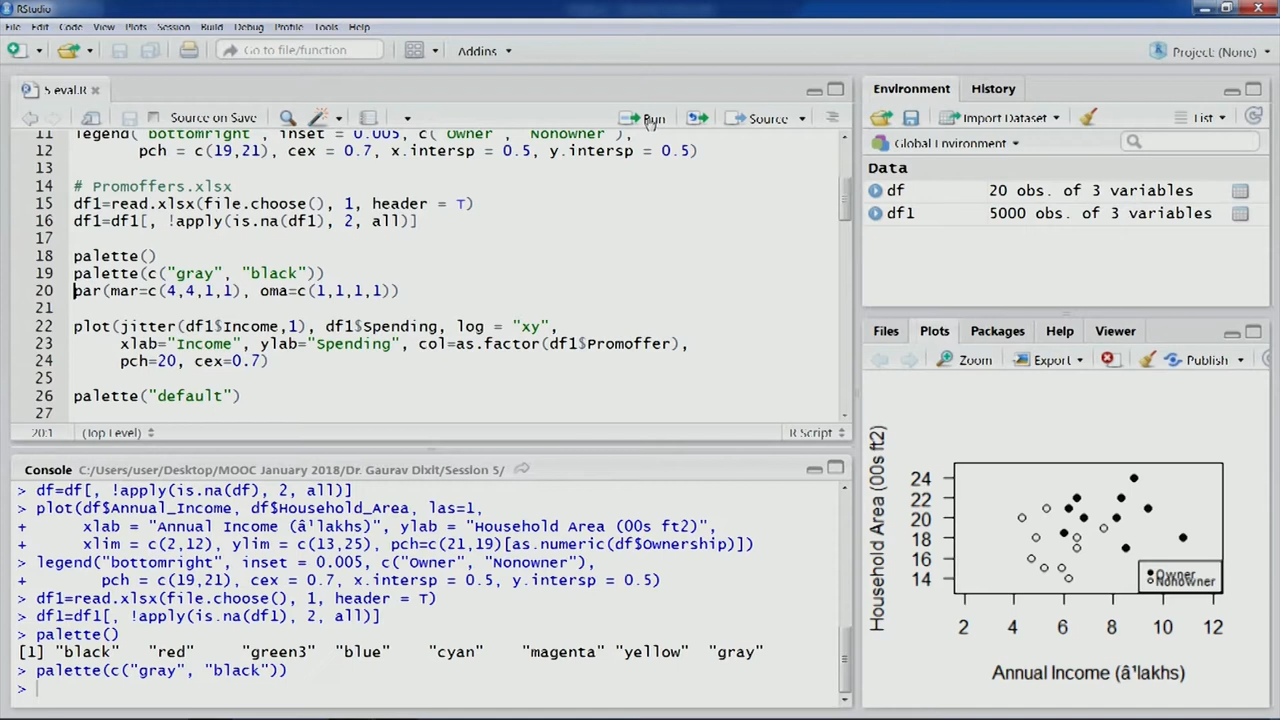 RStudio
File Edit Code View Plots Session Build Debug Profile Tools Help
Go to file/function Addins Project: (None)
5 eval.R
Source on Save Run Source
11 legend("bottomright", inset = 0.005, c("Owner", "Nonowner"),
12 pch = c(19,21), cex = 0.7, x.intersp = 0.5, y.intersp = 0.5)
13
14 # Promoffers.xlsx
15 df1=read.xlsx(file.choose(), 1, header = T)
16 df1=df1[, !apply(is.na(df1), 2, all)]
17
18 palette()
19 palette(c("gray", "black"))
20 par(mar=c(4,4,1,1), oma=c(1,1,1,1))
21
22 plot(jitter(df1$Income,1), df1$Spending, log = "xy",
23 xlab="Income", ylab="Spending", col=as.factor(df1$Promoffer),
24 pch=20, cex=0.7)
25
26 palette("default")
27
20:1 (Top Level) R Script
Console C:/Users/user/Desktop/MOOC January 2018/Dr. Gaurav Dixit/Session 5/
> df=df[, !apply(is.na(df), 2, all)]
> plot(df$Annual_Income, df$Household_Area, las=1,
+ xlab = "Annual Income (â¹lakhs)", ylab = "Household Area (00s ft2)",
+ xlim = c(2,12), ylim = c(13,25), pch=c(21,19)[as.numeric(df$Ownership)])
> legend("bottomright", inset = 0.005, c("Owner", "Nonowner"),
+ pch = c(19,21), cex = 0.7, x.intersp = 0.5, y.intersp = 0.5)
> df1=read.xlsx(file.choose(), 1, header = T)
> df1=df1[, !apply(is.na(df1), 2, all)]
> palette()
[1] "black" "red" "green3" "blue" "cyan" "magenta" "yellow" "gray"
> palette(c("gray", "black"))
>
Environment History
Import Dataset List
Global Environment
Data
df 20 obs. of 3 variables
df1 5000 obs. of 3 variables
Files Plots Packages Help Viewer
Zoom Export Publish
Household Area (00s ft2)
24
22
20
18
16
14
Owner
Nonowner
2 4 6 8 10 12
Annual Income (â¹lakhs)